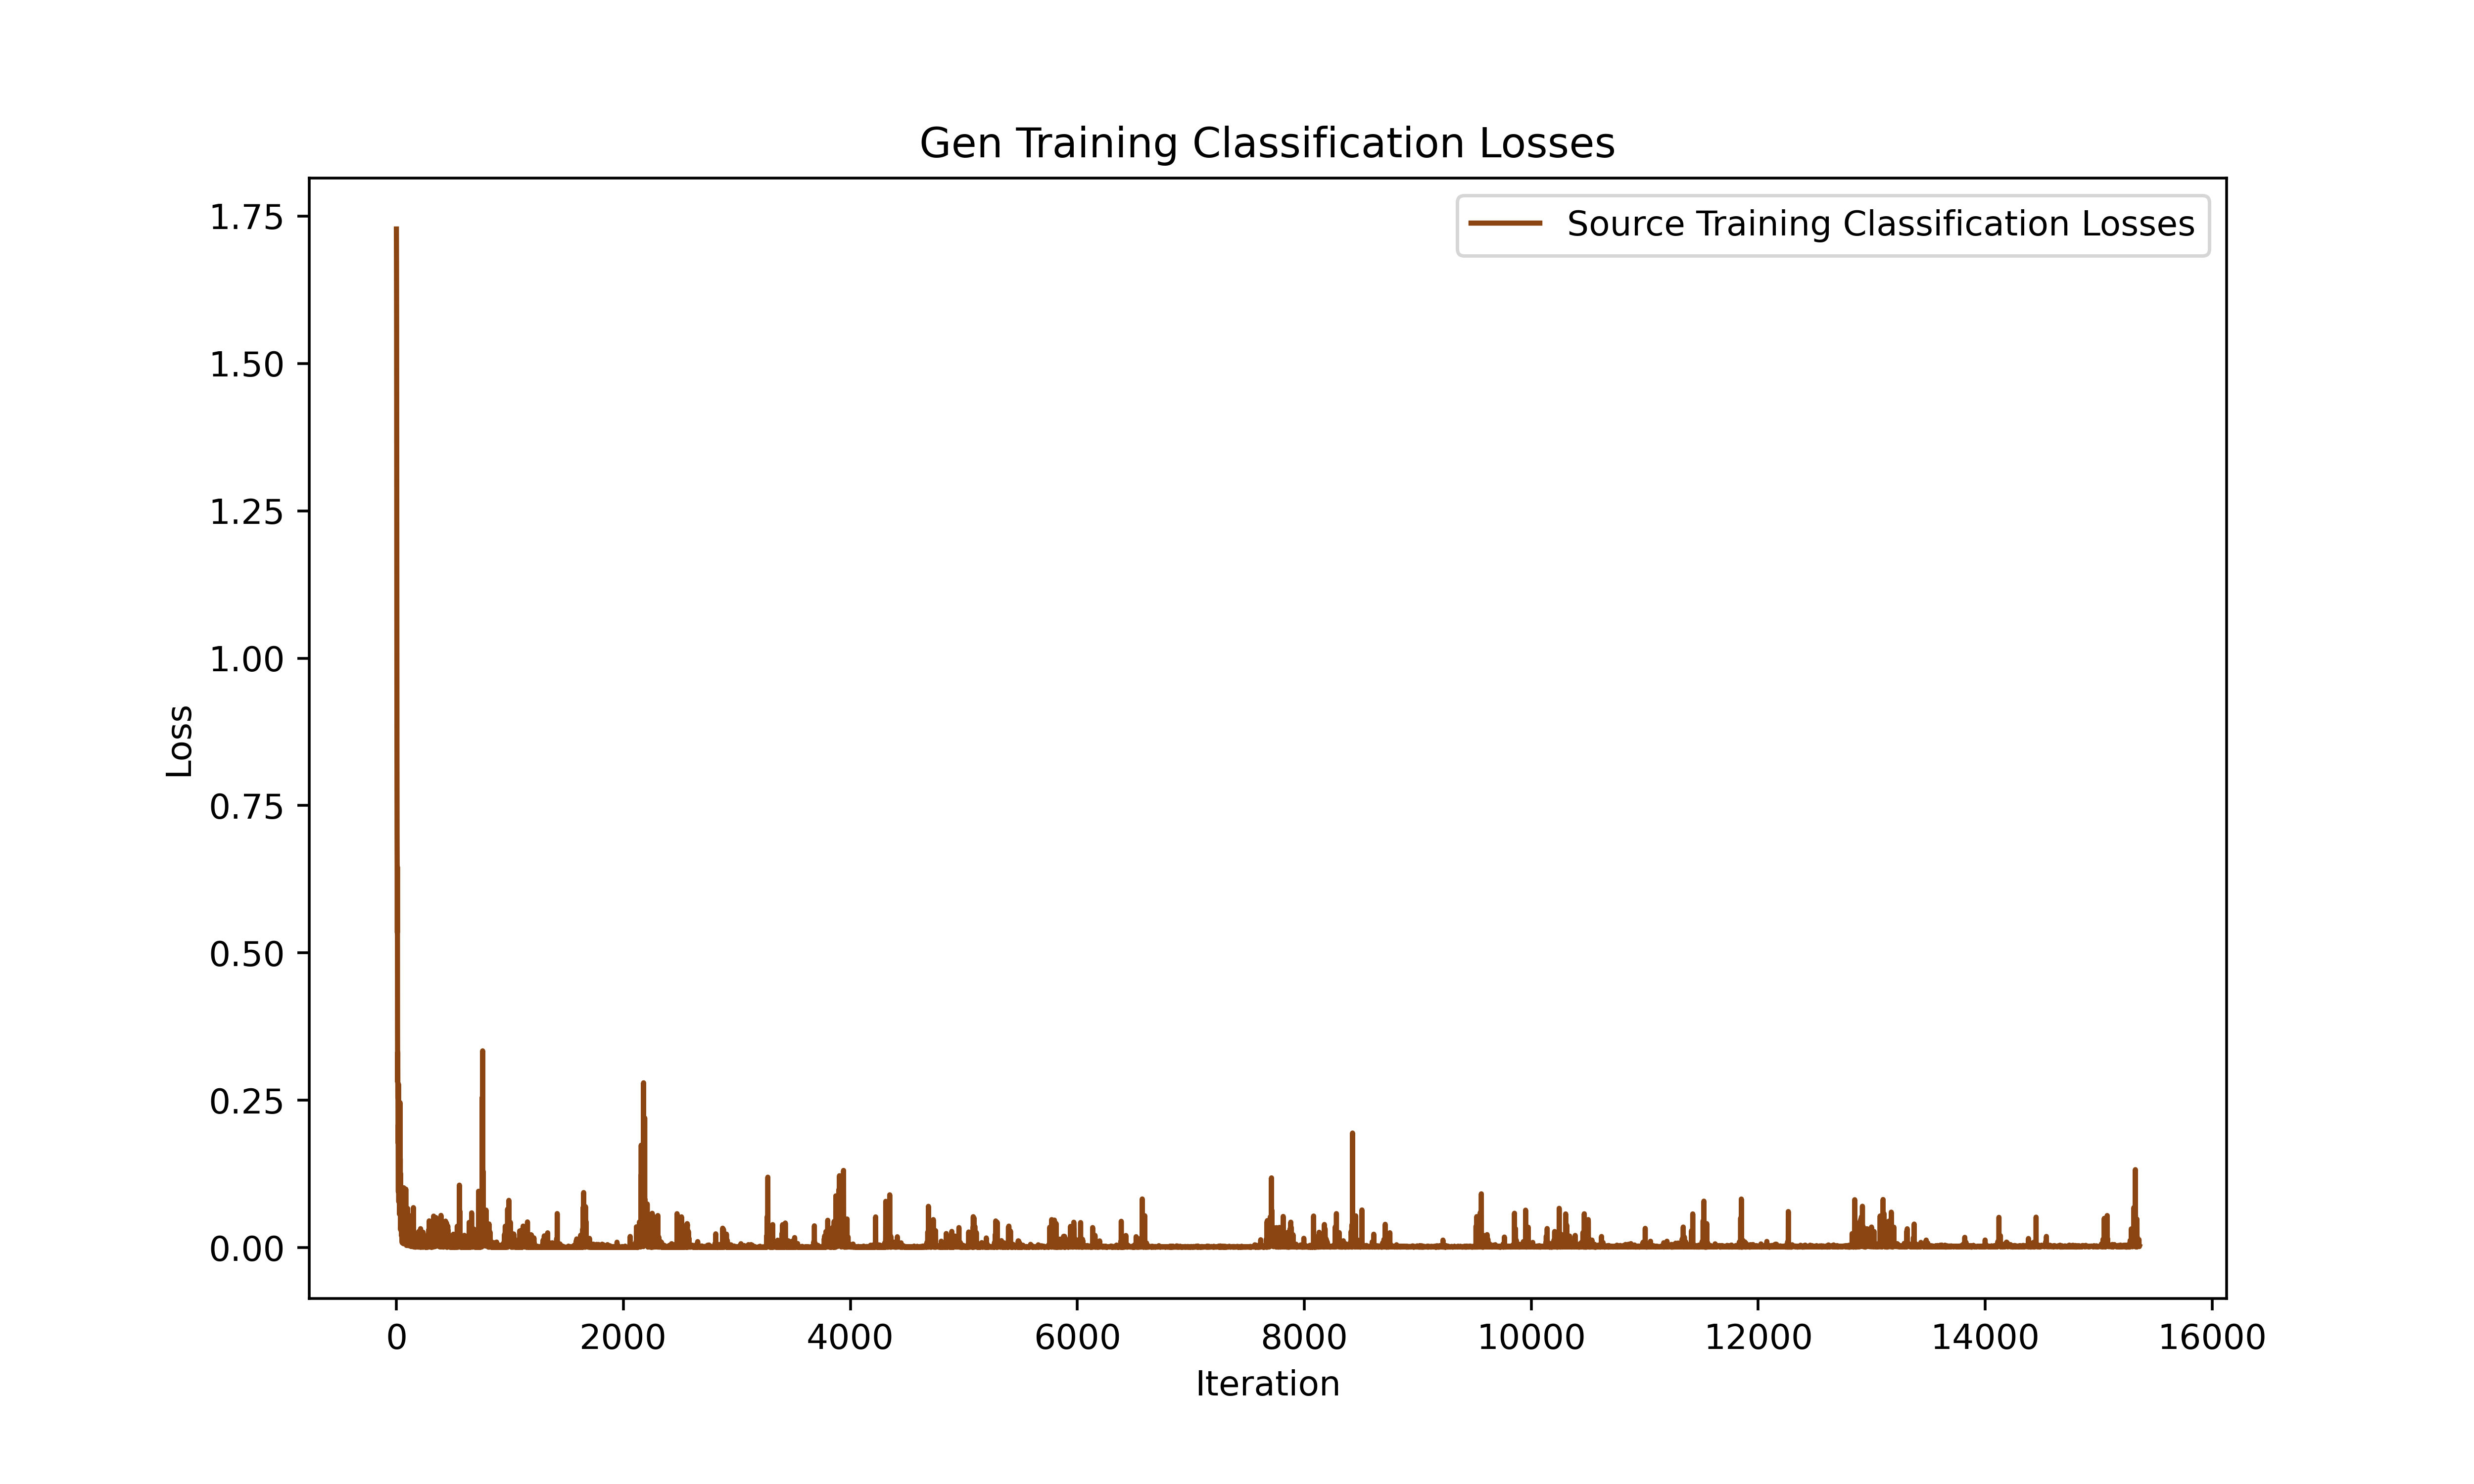 Gen Training Classification Losses
Source Training Classification Losses
1.75
1.50
1.25
1.00
0.75
0.50
0.25
0.00
Loss
0 2000 4000 6000 8000 10000 12000 14000 16000
Iteration